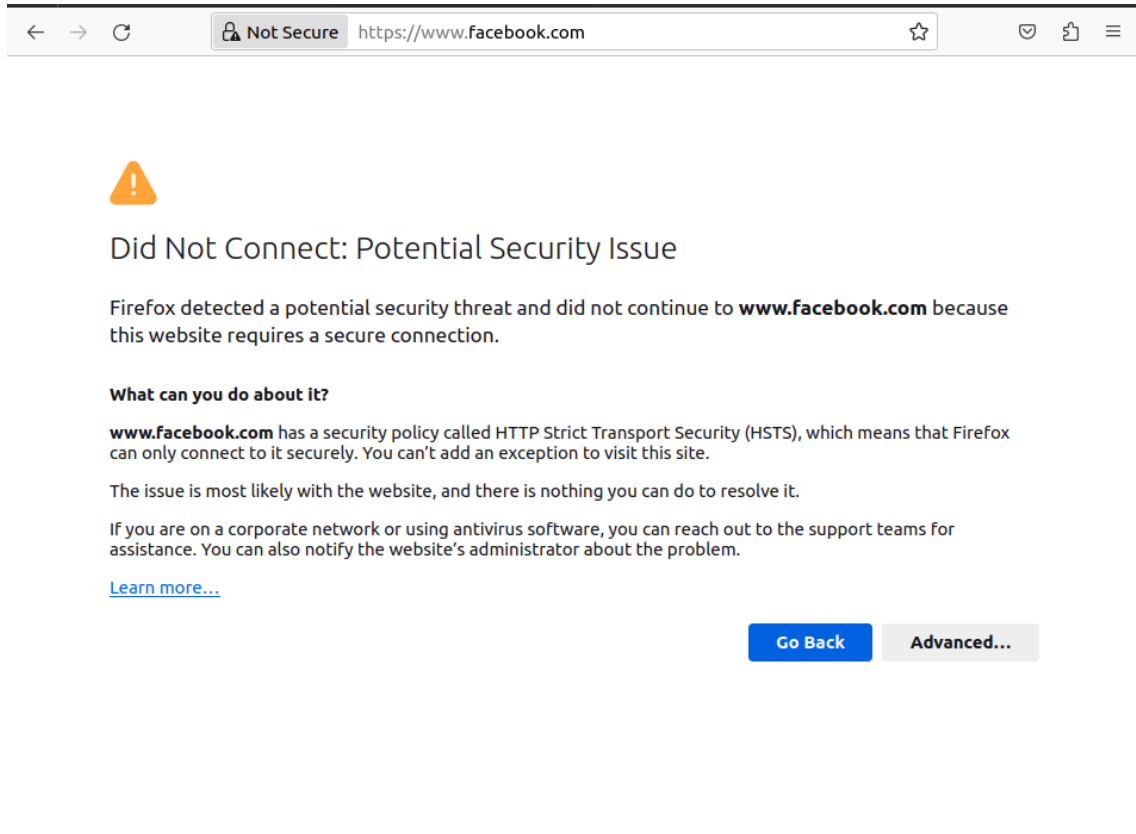 Not Secure https://www.facebook.com
Did Not Connect: Potential Security Issue
Firefox detected a potential security threat and did not continue to www.facebook.com because
this website requires a secure connection.
What can you do about it?
www.facebook.com has a security policy called HTTP Strict Transport Security (HSTS), which means that Firefox
can only connect to it securely. You can’t add an exception to visit this site.
The issue is most likely with the website, and there is nothing you can do to resolve it.
If you are on a corporate network or using antivirus software, you can reach out to the support teams for
assistance. You can also notify the website’s administrator about the problem.
Learn more…
Go Back Advanced…